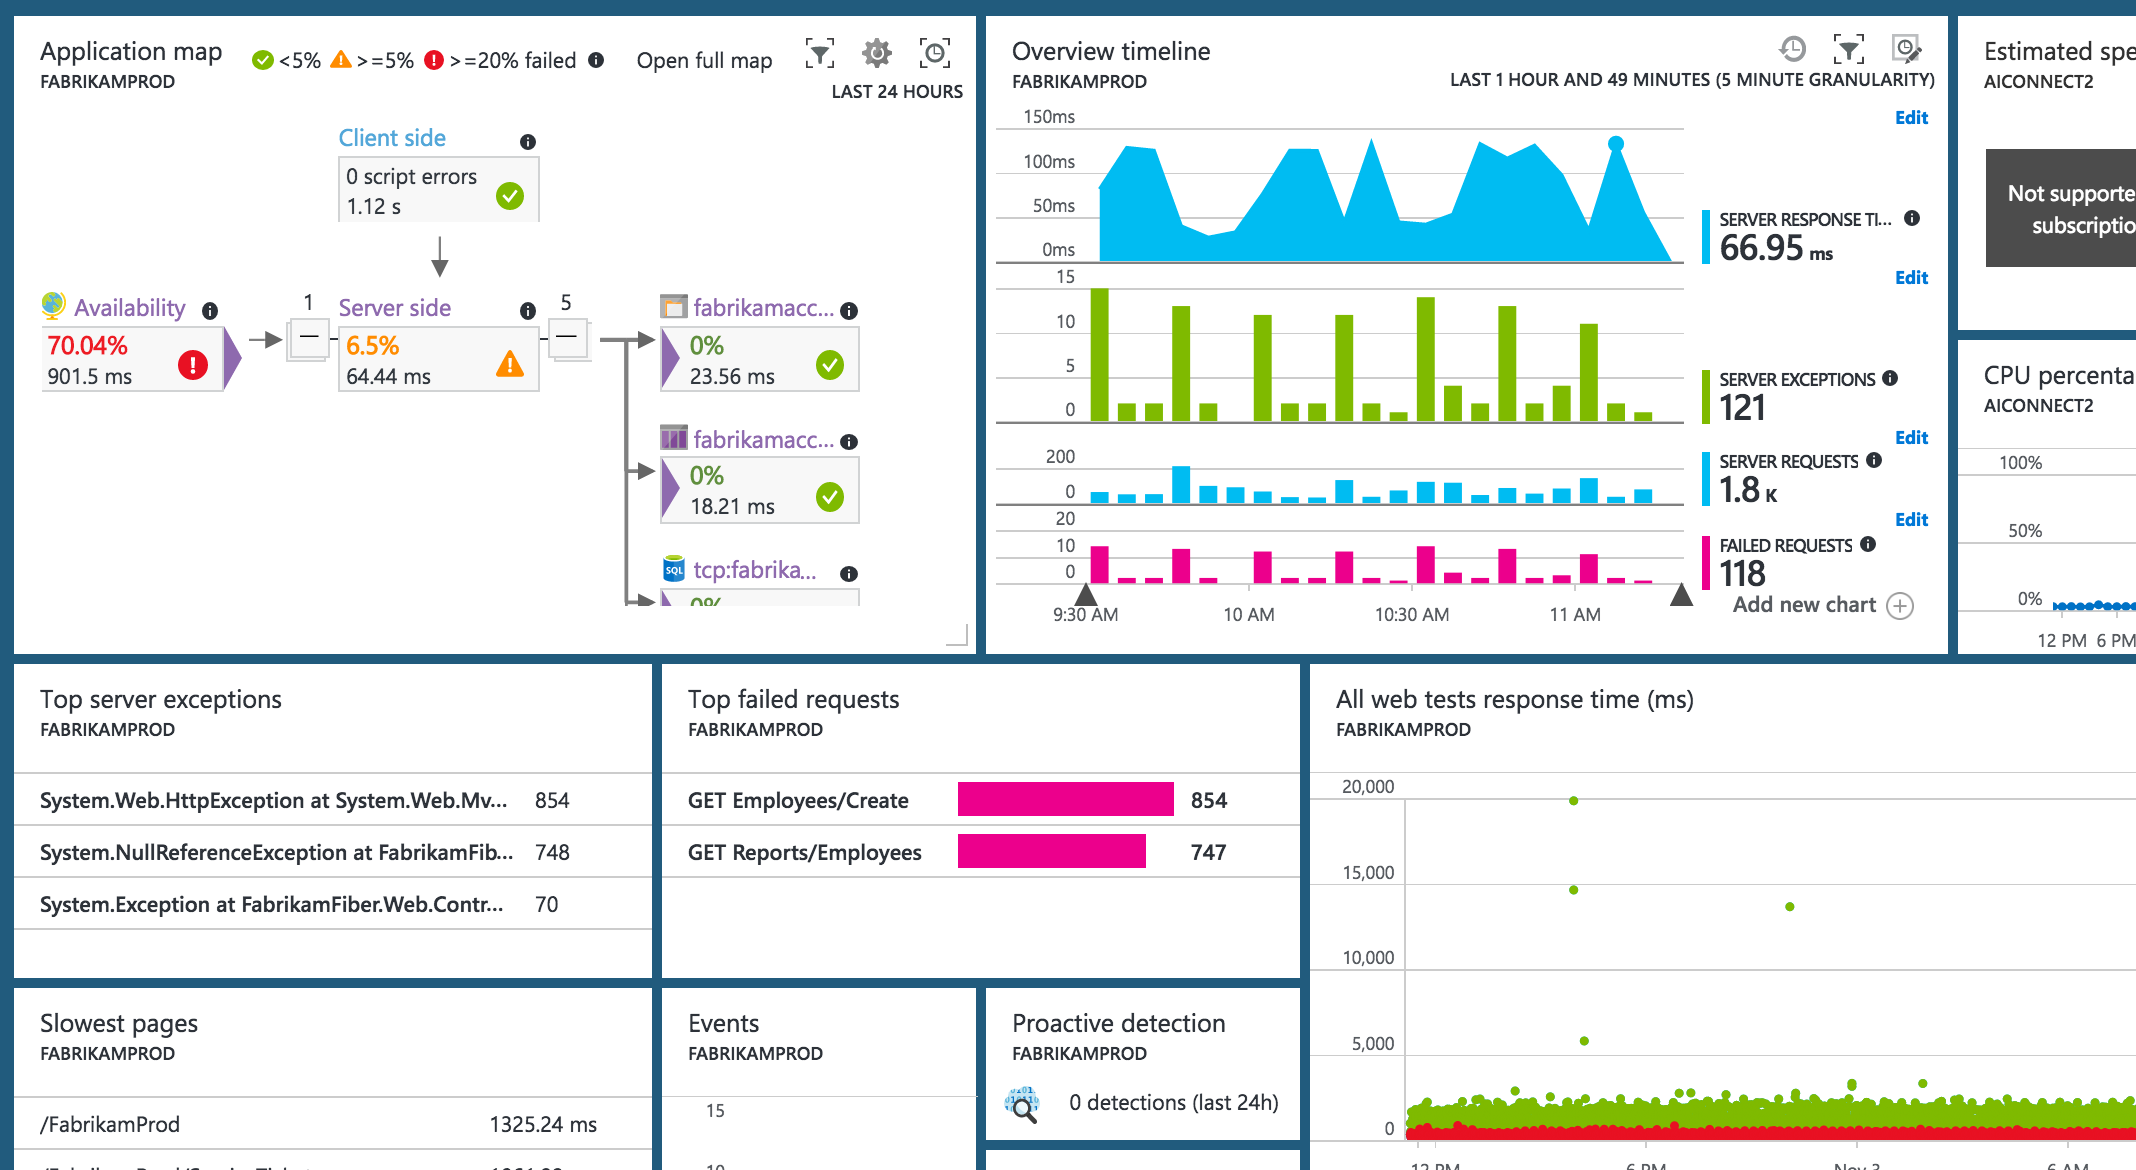 Application map
FABRIKAMPROD
<5% >=5% >=20% failed
Open full map
LAST 24 HOURS
Client side
0 script errors
1.12 s
Availability
70.04%
901.5 ms
1
Server side
6.5%
64.44 ms
5
fabrikamacc...
0%
23.56 ms
fabrikamacc...
0%
18.21 ms
SQL
tcp:fabrika...
0%
Overview timeline
FABRIKAMPROD
LAST 1 HOUR AND 49 MINUTES (5 MINUTE GRANULARITY)
150ms
100ms
50ms
0ms
Edit
SERVER RESPONSE TI...
66.95 ms
15
10
5
0
Edit
SERVER EXCEPTIONS
121
200
0
Edit
SERVER REQUESTS
1.8 K
20
10
0
Edit
FAILED REQUESTS
118
9:30 AM
10 AM
10:30 AM
11 AM
Add new chart
Estimated spe
AICONNECT2
Not supporte
subscriptio
CPU percenta
AICONNECT2
100%
50%
0%
12 PM 6 PM
Top server exceptions
FABRIKAMPROD
System.Web.HttpException at System.Web.Mv... 854
System.NullReferenceException at FabrikamFib... 748
System.Exception at FabrikamFiber.Web.Contr... 70
Top failed requests
FABRIKAMPROD
GET Employees/Create 854
GET Reports/Employees 747
All web tests response time (ms)
FABRIKAMPROD
20,000
15,000
10,000
5,000
0
12 PM
6 PM
Nov 3
6 AM
Slowest pages
FABRIKAMPROD
/FabrikamProd 1325.24 ms
Events
FABRIKAMPROD
15
10
Proactive detection
FABRIKAMPROD
0 detections (last 24h)